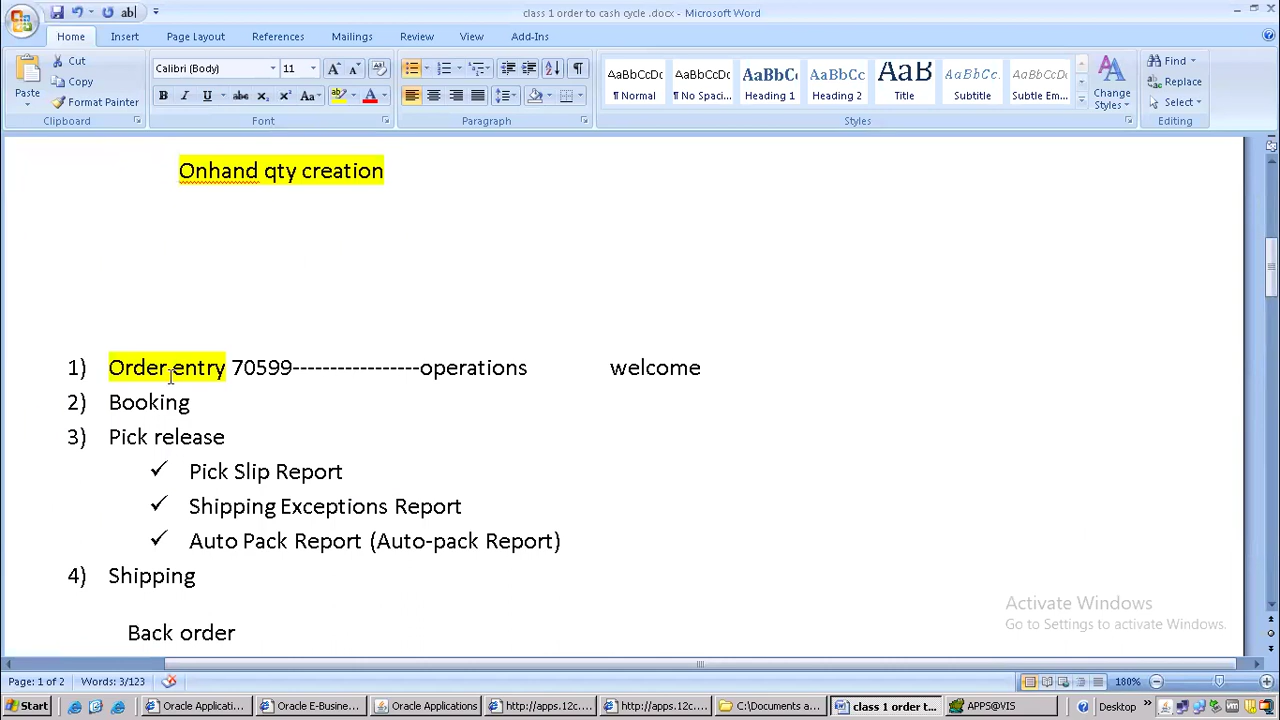 class 1 order to cash cycle .docx - Microsoft Word
Home Insert Page Layout References Mailings Review View Add-Ins
Cut
Copy
Format Painter
Paste
Clipboard
Calibri (Body) 11
Font
Paragraph
AaBbCcDc AaBbCcDc AaBbCc AaBbCc AaB AaBbCc. AaBbCcDc
¶ Normal ¶ No Spaci... Heading 1 Heading 2 Title Subtitle Subtle Em...
Change Styles
Styles
Find
Replace
Select
Editing
Onhand qty creation
1) Order entry 70599-----------------operations welcome
2) Booking
3) Pick release
✓ Pick Slip Report
✓ Shipping Exceptions Report
✓ Auto Pack Report (Auto-pack Report)
4) Shipping
Back order
Activate Windows
Go to Settings to activate Windows.
Page: 1 of 2 Words: 3/123 180%
Start Oracle Applicati... Oracle E-Busine... Oracle Applications http://apps.12c.... http://apps.12c.... C:\Documents a... class 1 order t... APPS@VIS Desktop